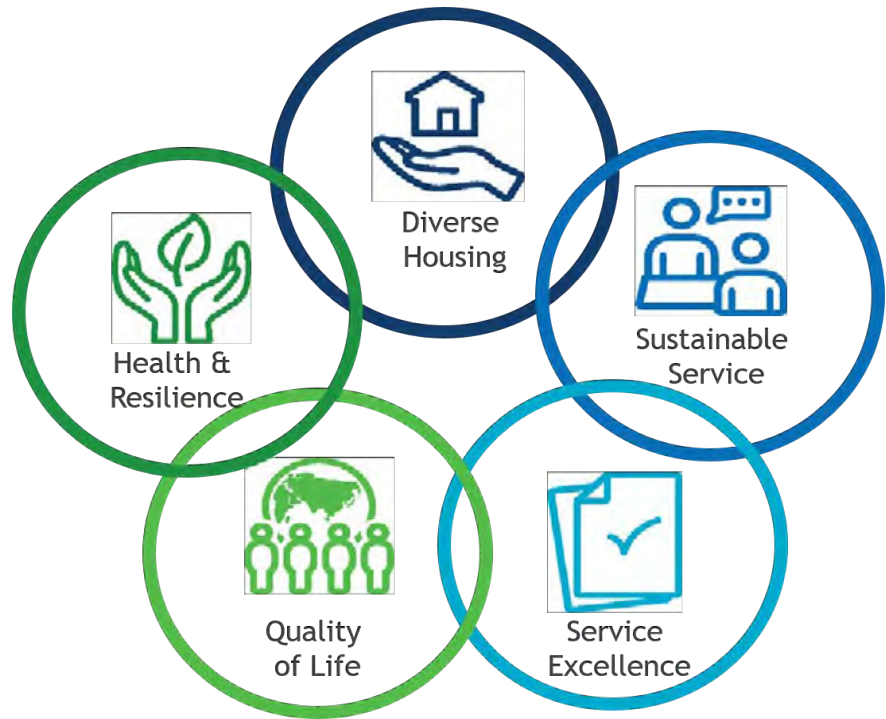 Diverse
Housing
Sustainable
Service
Health &
Resilience
Quality
of Life
Service
Excellence